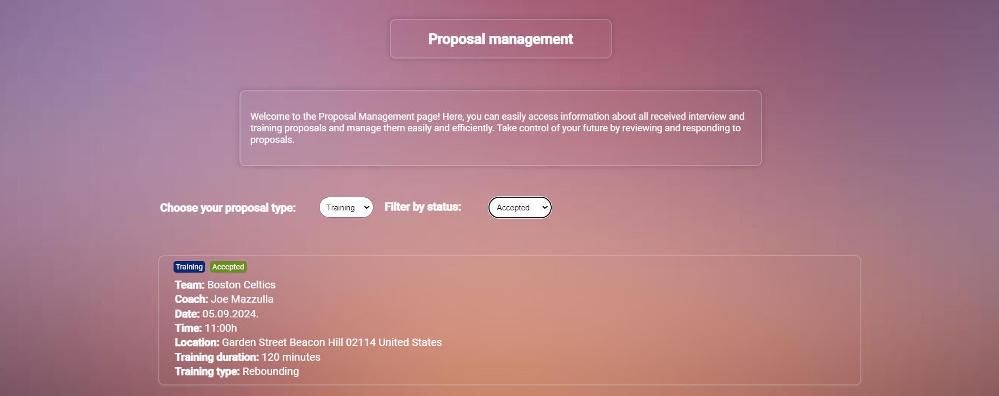 Proposal management
Welcome to the Proposal Management page! Here, you can easily access information about all received interview and
training proposals and manage them easily and efficiently. Take control of your future by reviewing and responding to
proposals.
Choose your proposal type: Training Filter by status: Accepted
Training Accepted
Team: Boston Celtics
Coach: Joe Mazzulla
Date: 05.09.2024.
Time: 11:00h
Location: Garden Street Beacon Hill 02114 United States
Training duration: 120 minutes
Training type: Rebounding